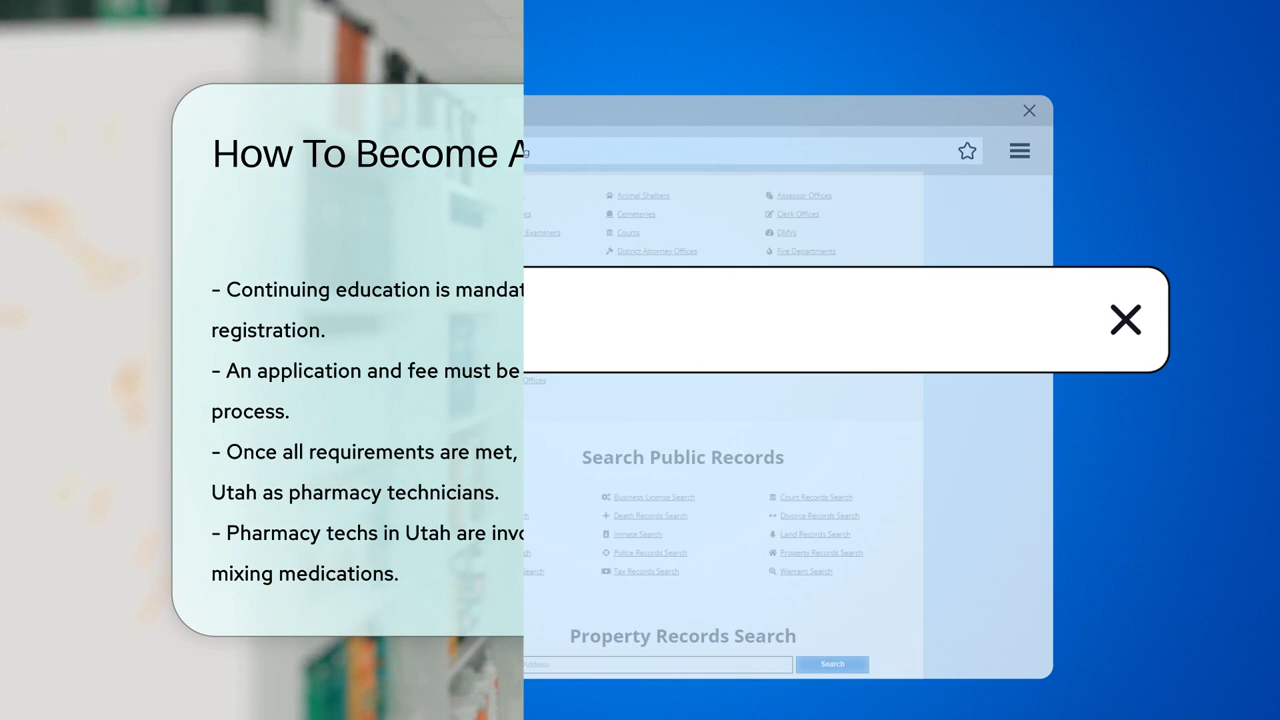 How To Become A
- Continuing education is mandat
registration.
- An application and fee must be
process.
- Once all requirements are met,
Utah as pharmacy technicians.
- Pharmacy techs in Utah are invo
mixing medications.
g
Animal Shelters
Assessor Offices
Cemeteries
Clerk Offices
Examiners
Courts
DMVs
District Attorney Offices
Fire Departments
Offices
Search Public Records
Business License Search
Court Records Search
Death Records Search
Divorce Records Search
Inmate Search
Land Records Search
Police Records Search
Property Records Search
Search
Tax Records Search
Warrant Search
Property Records Search
Address
Search